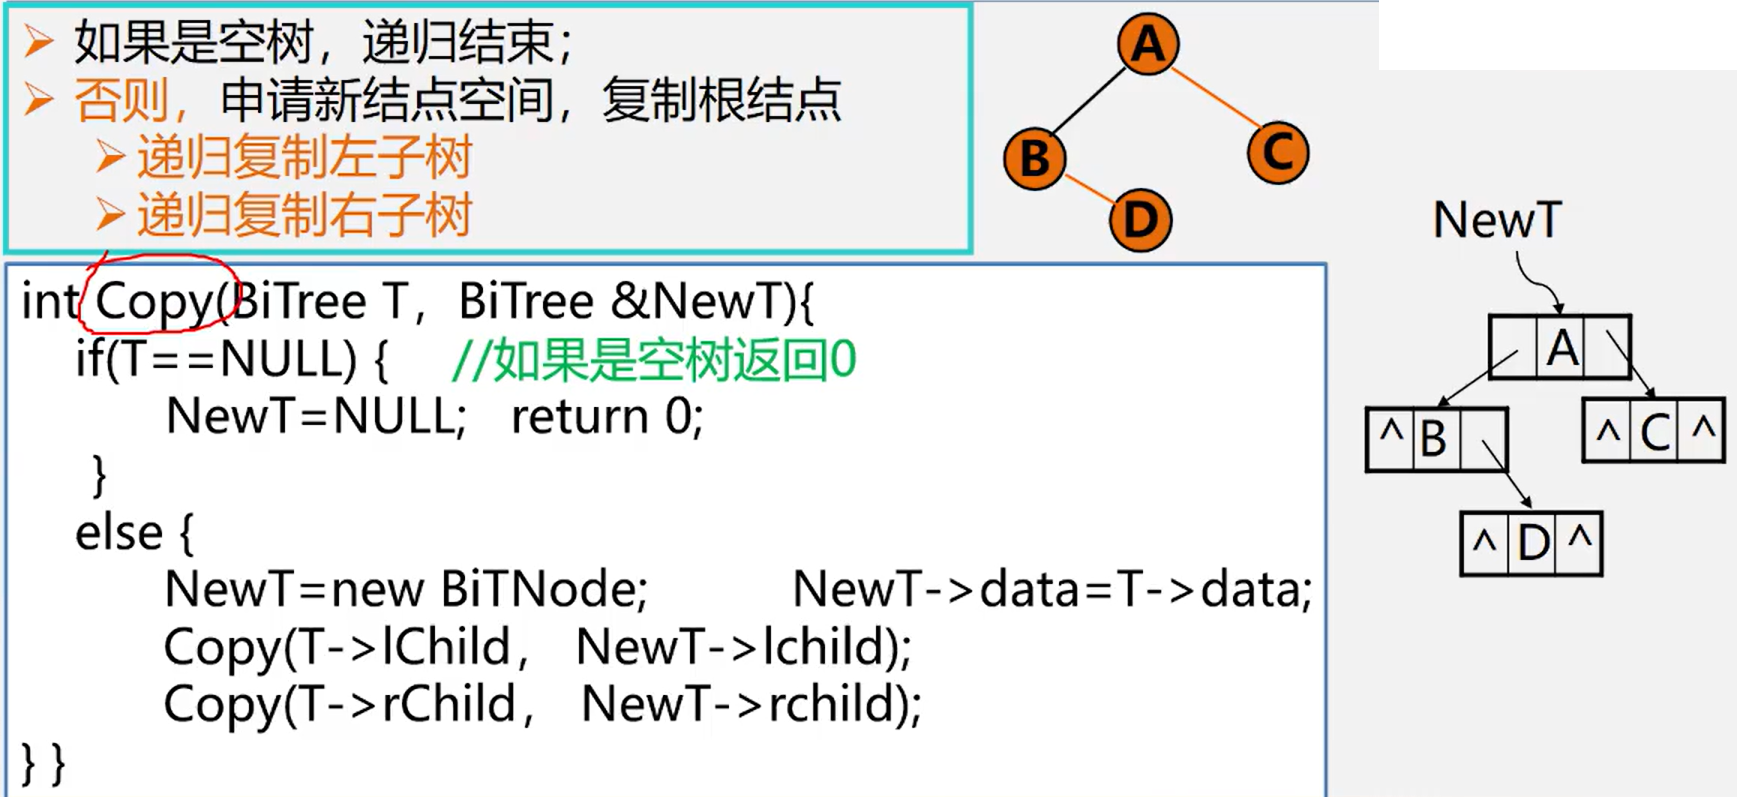 如果是空树，递归结束；
否则，申请新结点空间，复制根结点
递归复制左子树
递归复制右子树
A
B
C
D
int Copy(BiTree T，BiTree &NewT){
if(T==NULL) { //如果是空树返回0
NewT=NULL; return 0;
}
else {
NewT=new BiTNode; NewT->data=T->data;
Copy(T->lChild， NewT->lchild);
Copy(T->rChild， NewT->rchild);
} }
NewT
A
^ B
^ C ^
^ D ^